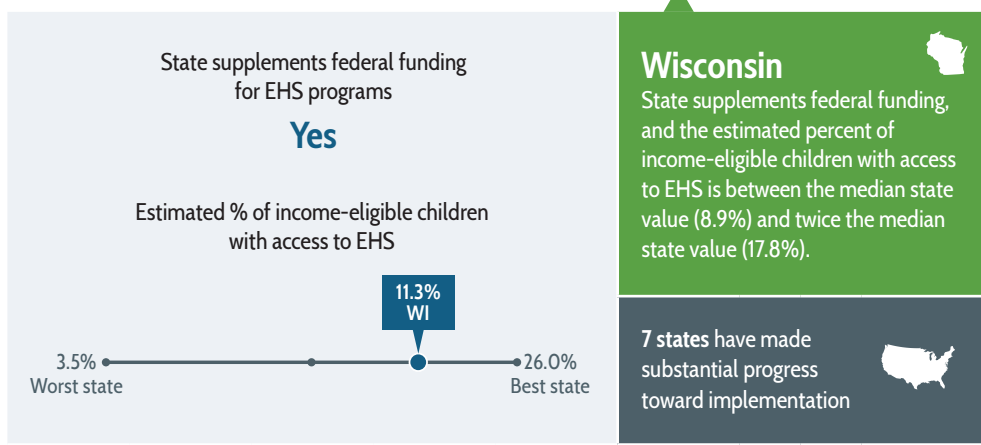 State supplements federal funding
for EHS programs
Yes
Estimated % of income-eligible children
with access to EHS
11.3%
WI
3.5%
Worst state
26.0%
Best state
Wisconsin
State supplements federal funding,
and the estimated percent of
income-eligible children with access
to EHS is between the median state
value (8.9%) and twice the median
state value (17.8%).
7 states have made
substantial progress
toward implementation